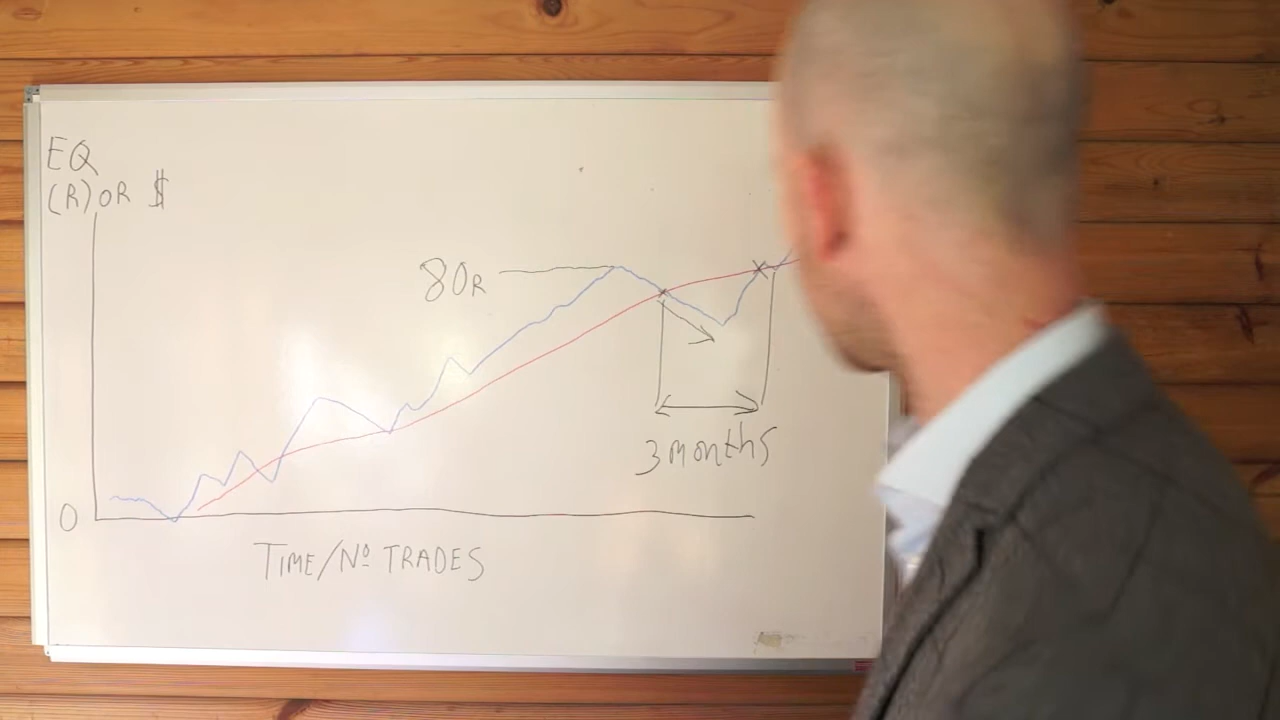 EQ
(R) OR $
80R
3 months
0
TIME/Nº TRADES